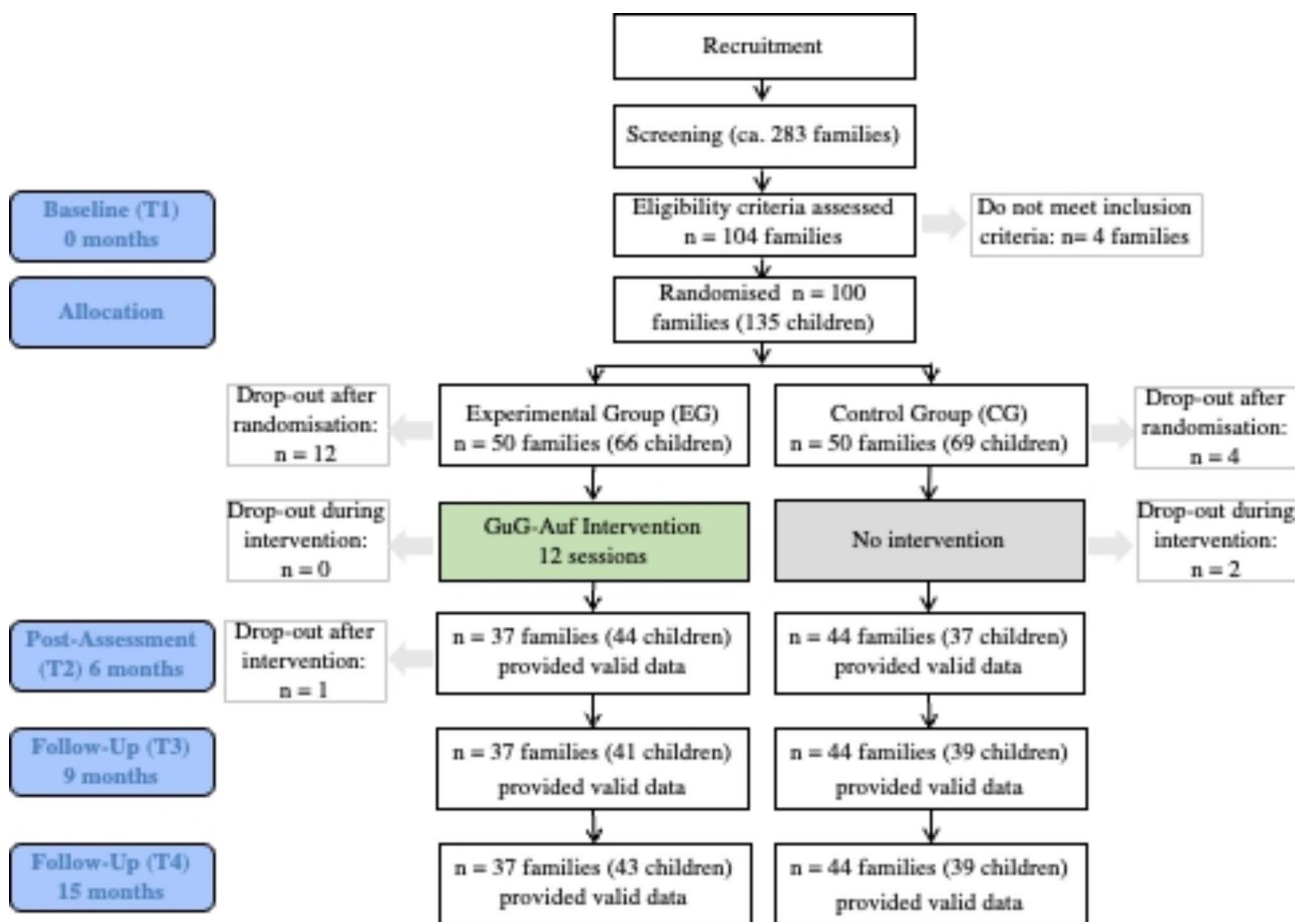 Recruitment
Screening (ca. 283 families)
Baseline (T1)
0 months
Eligibility criteria assessed
n = 104 families
Do not meet inclusion
criteria: n= 4 families
Allocation
Randomised n = 100
families (135 children)
Drop-out after
randomisation:
n = 12
Experimental Group (EG)
n = 50 families (66 children)
Control Group (CG)
n = 50 families (69 children)
Drop-out after
randomisation:
n = 4
Drop-out during
intervention:
n = 0
GuG-Auf Intervention
12 sessions
No intervention
Drop-out during
intervention:
n = 2
Post-Assessment
(T2) 6 months
Drop-out after
intervention:
n = 1
n = 37 families (44 children)
provided valid data
n = 44 families (37 children)
provided valid data
Follow-Up (T3)
9 months
n = 37 families (41 children)
provided valid data
n = 44 families (39 children)
provided valid data
Follow-Up (T4)
15 months
n = 37 families (43 children)
provided valid data
n = 44 families (39 children)
provided valid data